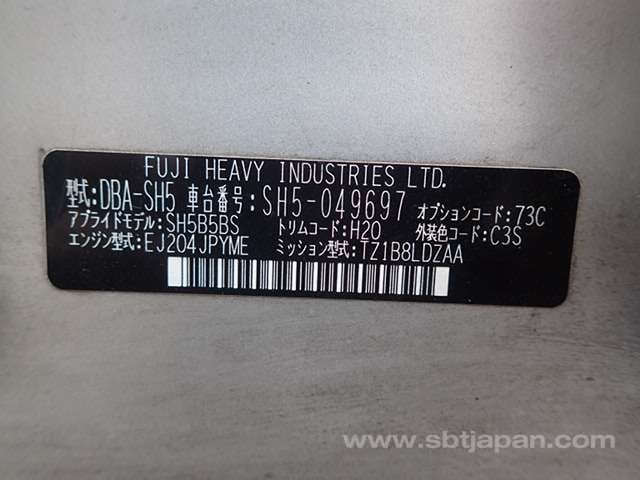 FUJI HEAVY INDUSTRIES LTD.
型式:DBA-SH5 車台番号:SH5-049697 オプションコード:73C
アプライドモデル:SH5B5BS トリムコード:H20 外装色コード:C3S
エンジン型式:EJ204JPYME ミッション型式:TZ1B8LDZAA
www.sbtjapan.com